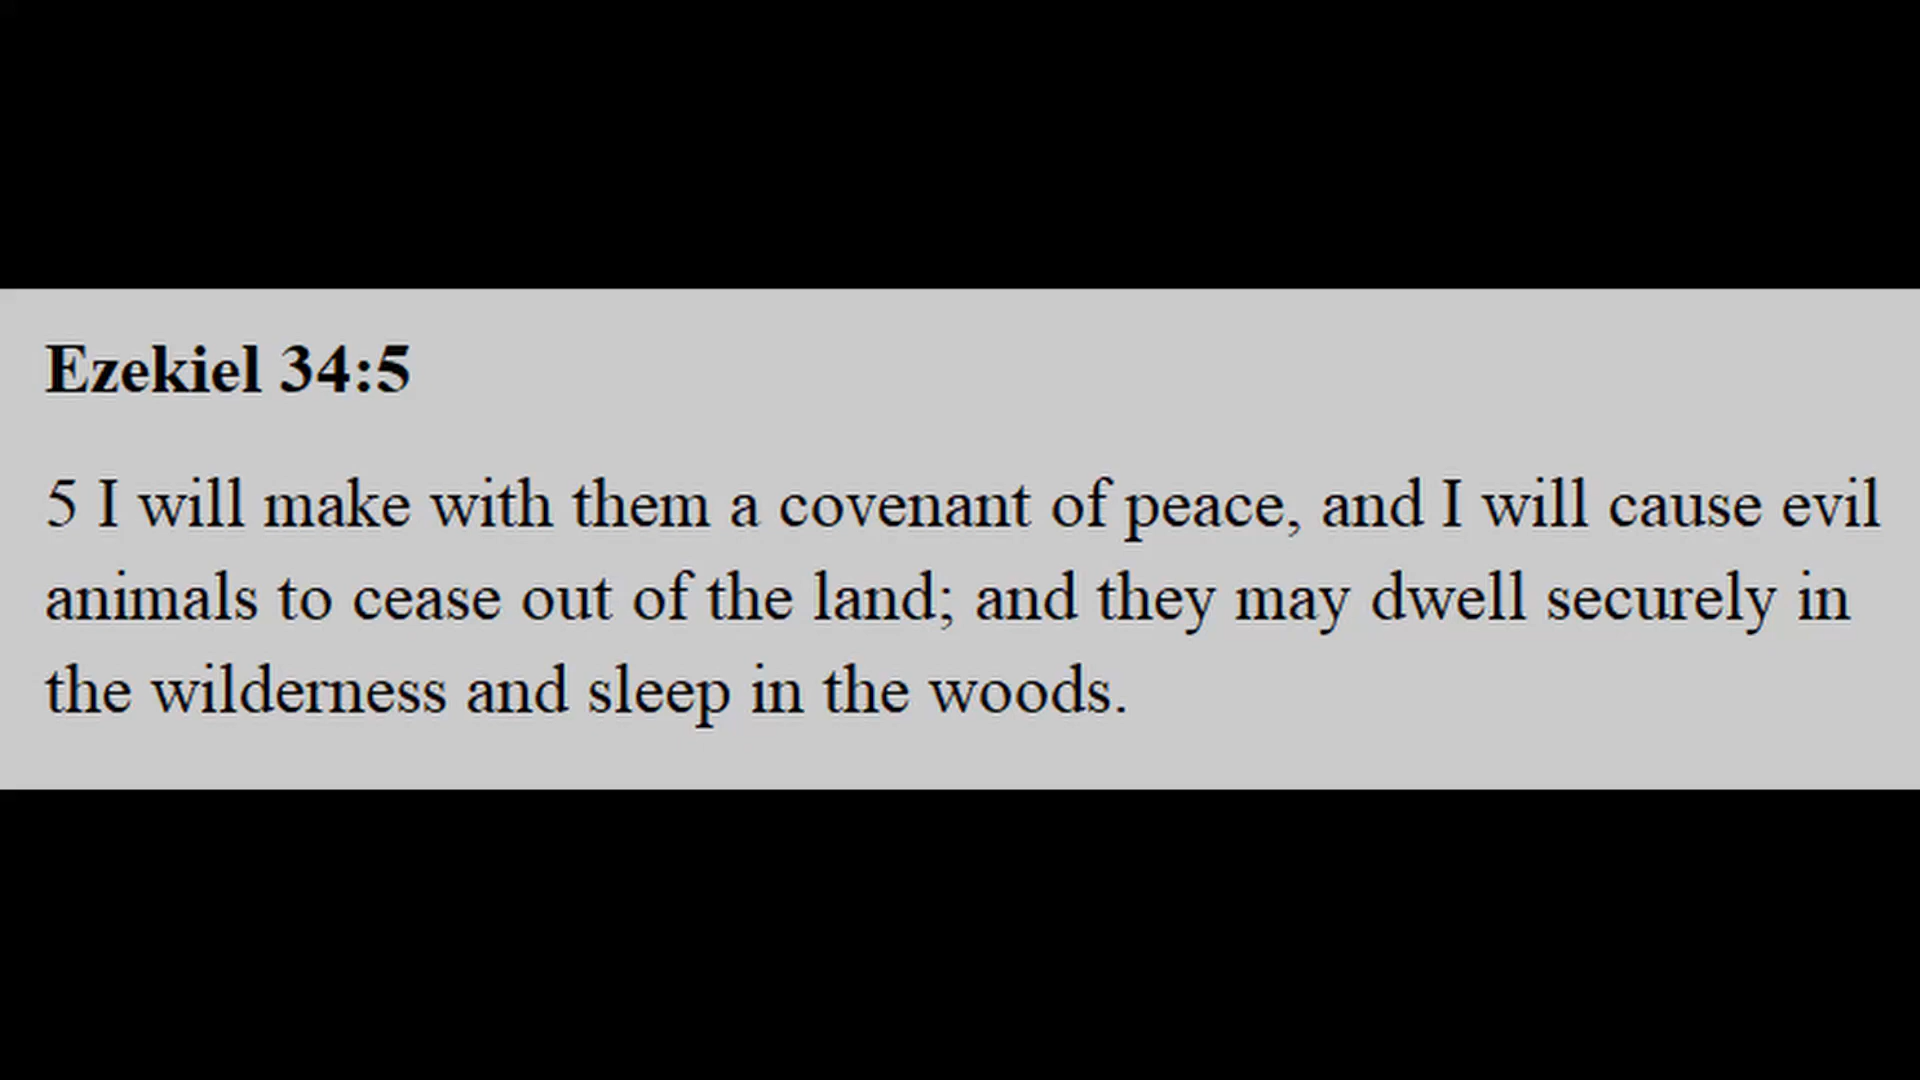 Ezekiel 34:5
5 I will make with them a covenant of peace, and I will cause evil
animals to cease out of the land; and they may dwell securely in
the wilderness and sleep in the woods.